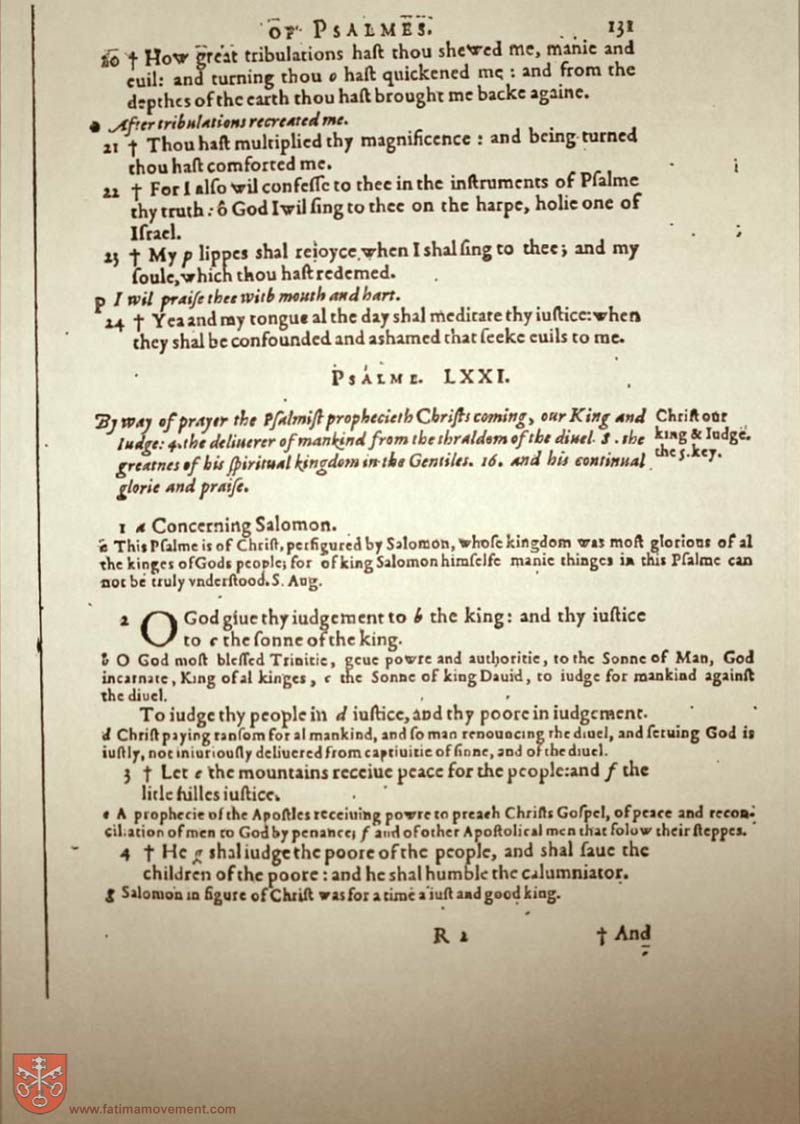 OF PSALMES. 131
20 † How great tribulations haſt thou shewed me, manie and
euil: and turning thou o haſt quickened me : and from the
depthes of the earth thou haſt brought me backe againe.
o After tribulations recreated me.
21 † Thou haſt multiplied thy magnificence : and being turned
thou haſt comforted me.
22 † For I alſo wil confeſſe to thee in the inſtruments of Pſalme
thy truth : ô God I wil ſing to thee on the harpe, holie one of
Iſrael.
23 † My p lippes shal reioyce when I shal ſing to thee; and my
ſoule, which thou haſt redemed.
p I wil praiſe thee with mouth and hart.
24 † Yea and my tongue al the day shal meditate thy iuſtice: when
they shal be confounded and ashamed that ſeeke euils to me.
PSALME. LXXI.
By way of prayer the Pſalmiſt prophecieth Chriſts coming, our King and
Iudge: 4. the deliuerer of mankind from the thraldom of the diuel. 8. the
greatnes of his ſpiritual kingdom in the Gentiles. 16. and his continual
glorie and praiſe.
Chriſt our
king & Iudge.
the 5. key.
1 a Concerning Salomon.
a This Pſalme is of Chriſt, perfigured by Salomon, whoſe kingdom was moſt glorious of al
the kinges of Gods people; for of king Salomon himſelfe manie thinges in this Pſalme can
not be truly vnderſtood. S. Aug.
2 O God giue thy iudgement to b the king: and thy iuſtice
to c the ſonne of the king.
b O God moſt bleſſed Trinitie, geue powre and authoritie, to the Sonne of Man, God
incarnate, King of al kinges, c the Sonne of king Dauid, to iudge for mankind againſt
the diuel.
To iudge thy people in d iuſtice, and thy poore in iudgement.
d Chriſt paying ranſom for al mankind, and ſo man renouncing the diuel, and ſeruing God is
iuſtly, not iniuriouſly deliuered from captiuitie of ſinne, and of the diuel.
3 † Let e the mountains receiue peace for the people: and f the
litle hilles iuſtice.
e A prophecie of the Apoſtles receiuing powre to preach Chriſts Goſpel, of peace and recon-
ciliation of men to God by penance; f and of other Apoſtolical men that folow their ſteppes.
4 † He g shal iudge the poore of the people, and shal ſaue the
children of the poore : and he shal humble the calumniator.
g Salomon in figure of Chriſt was for a time a iuſt and good king.
R 2 † And
www.fatimamovement.com